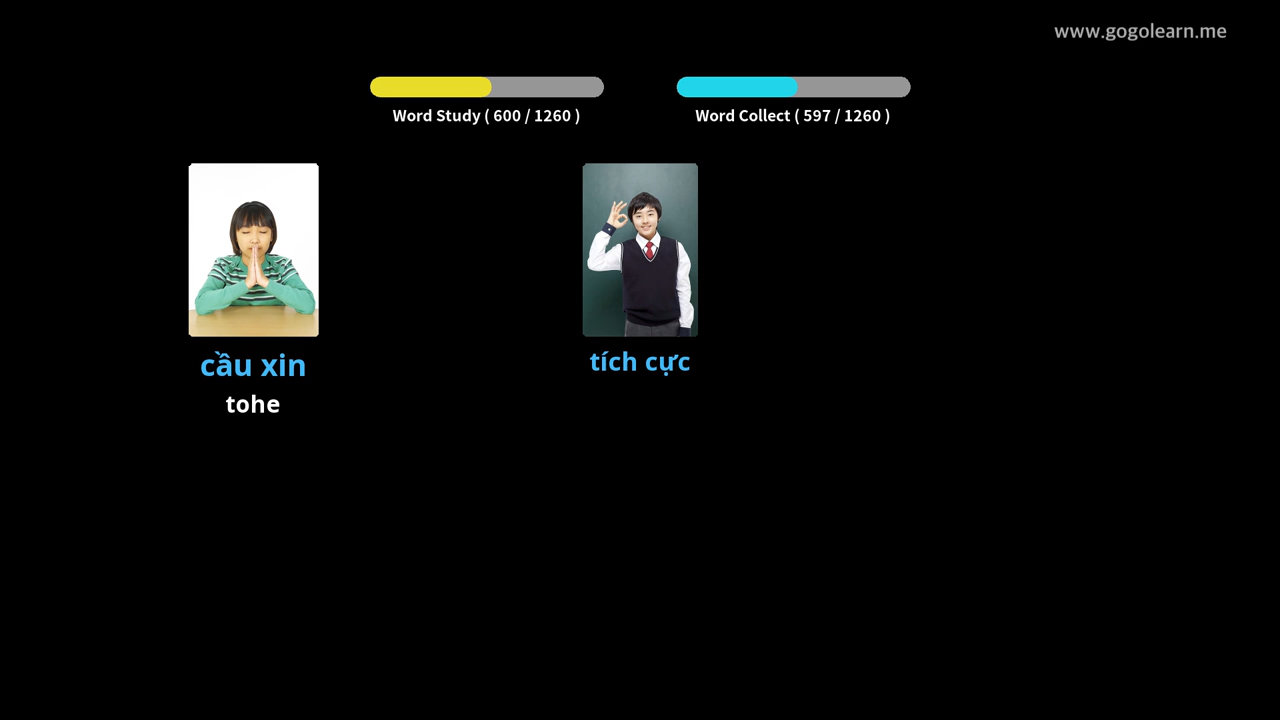 www.gogolearn.me
Word Study ( 600 / 1260 )
Word Collect ( 597 / 1260 )
cầu xin
tohe
tích cực